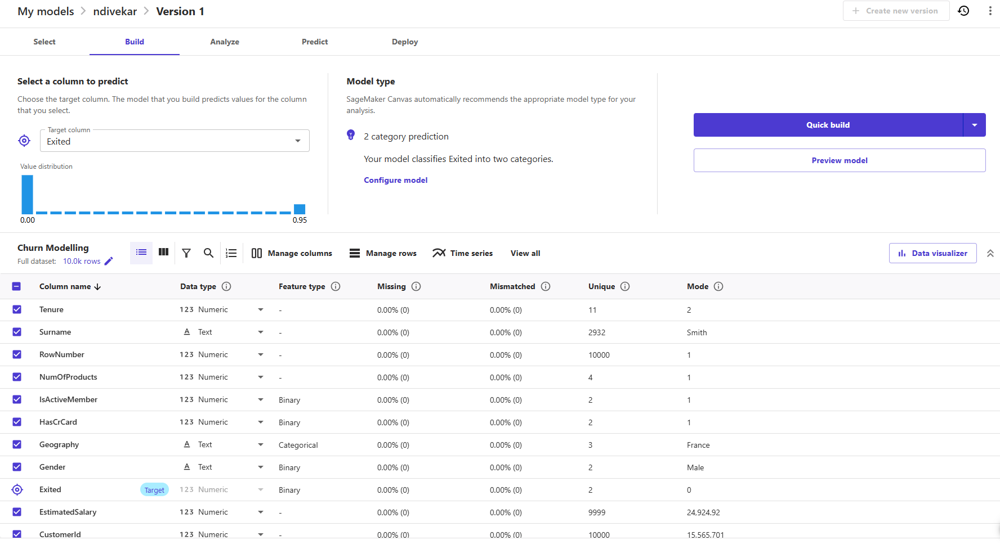 My models > ndivekar > Version 1
+ Create new version
Select Build Analyze Predict Deploy
Select a column to predict
Choose the target column. The model that you build predicts values for the column
that you select.
Target column
Exited
Value distribution
0.00 0.95
Model type
SageMaker Canvas automatically recommends the appropriate model type for your
analysis.
2 category prediction
Your model classifies Exited into two categories.
Configure model
Quick build
Preview model
Churn Modelling
Full dataset: 10.0k rows
Manage columns Manage rows Time series View all
Data visualizer
Column name Data type Feature type Missing Mismatched Unique Mode
Tenure 123 Numeric - 0.00% (0) 0.00% (0) 11 2
Surname A Text - 0.00% (0) 0.00% (0) 2932 Smith
RowNumber 123 Numeric - 0.00% (0) 0.00% (0) 10000 1
NumOfProducts 123 Numeric - 0.00% (0) 0.00% (0) 4 1
IsActiveMember 123 Numeric Binary 0.00% (0) 0.00% (0) 2 1
HasCrCard 123 Numeric Binary 0.00% (0) 0.00% (0) 2 1
Geography A Text Categorical 0.00% (0) 0.00% (0) 3 France
Gender A Text Binary 0.00% (0) 0.00% (0) 2 Male
Exited Target 123 Numeric Binary 0.00% (0) 0.00% (0) 2 0
EstimatedSalary 123 Numeric - 0.00% (0) 0.00% (0) 9999 24,924.92
CustomerId 123 Numeric - 0.00% (0) 0.00% (0) 10000 15,565,701